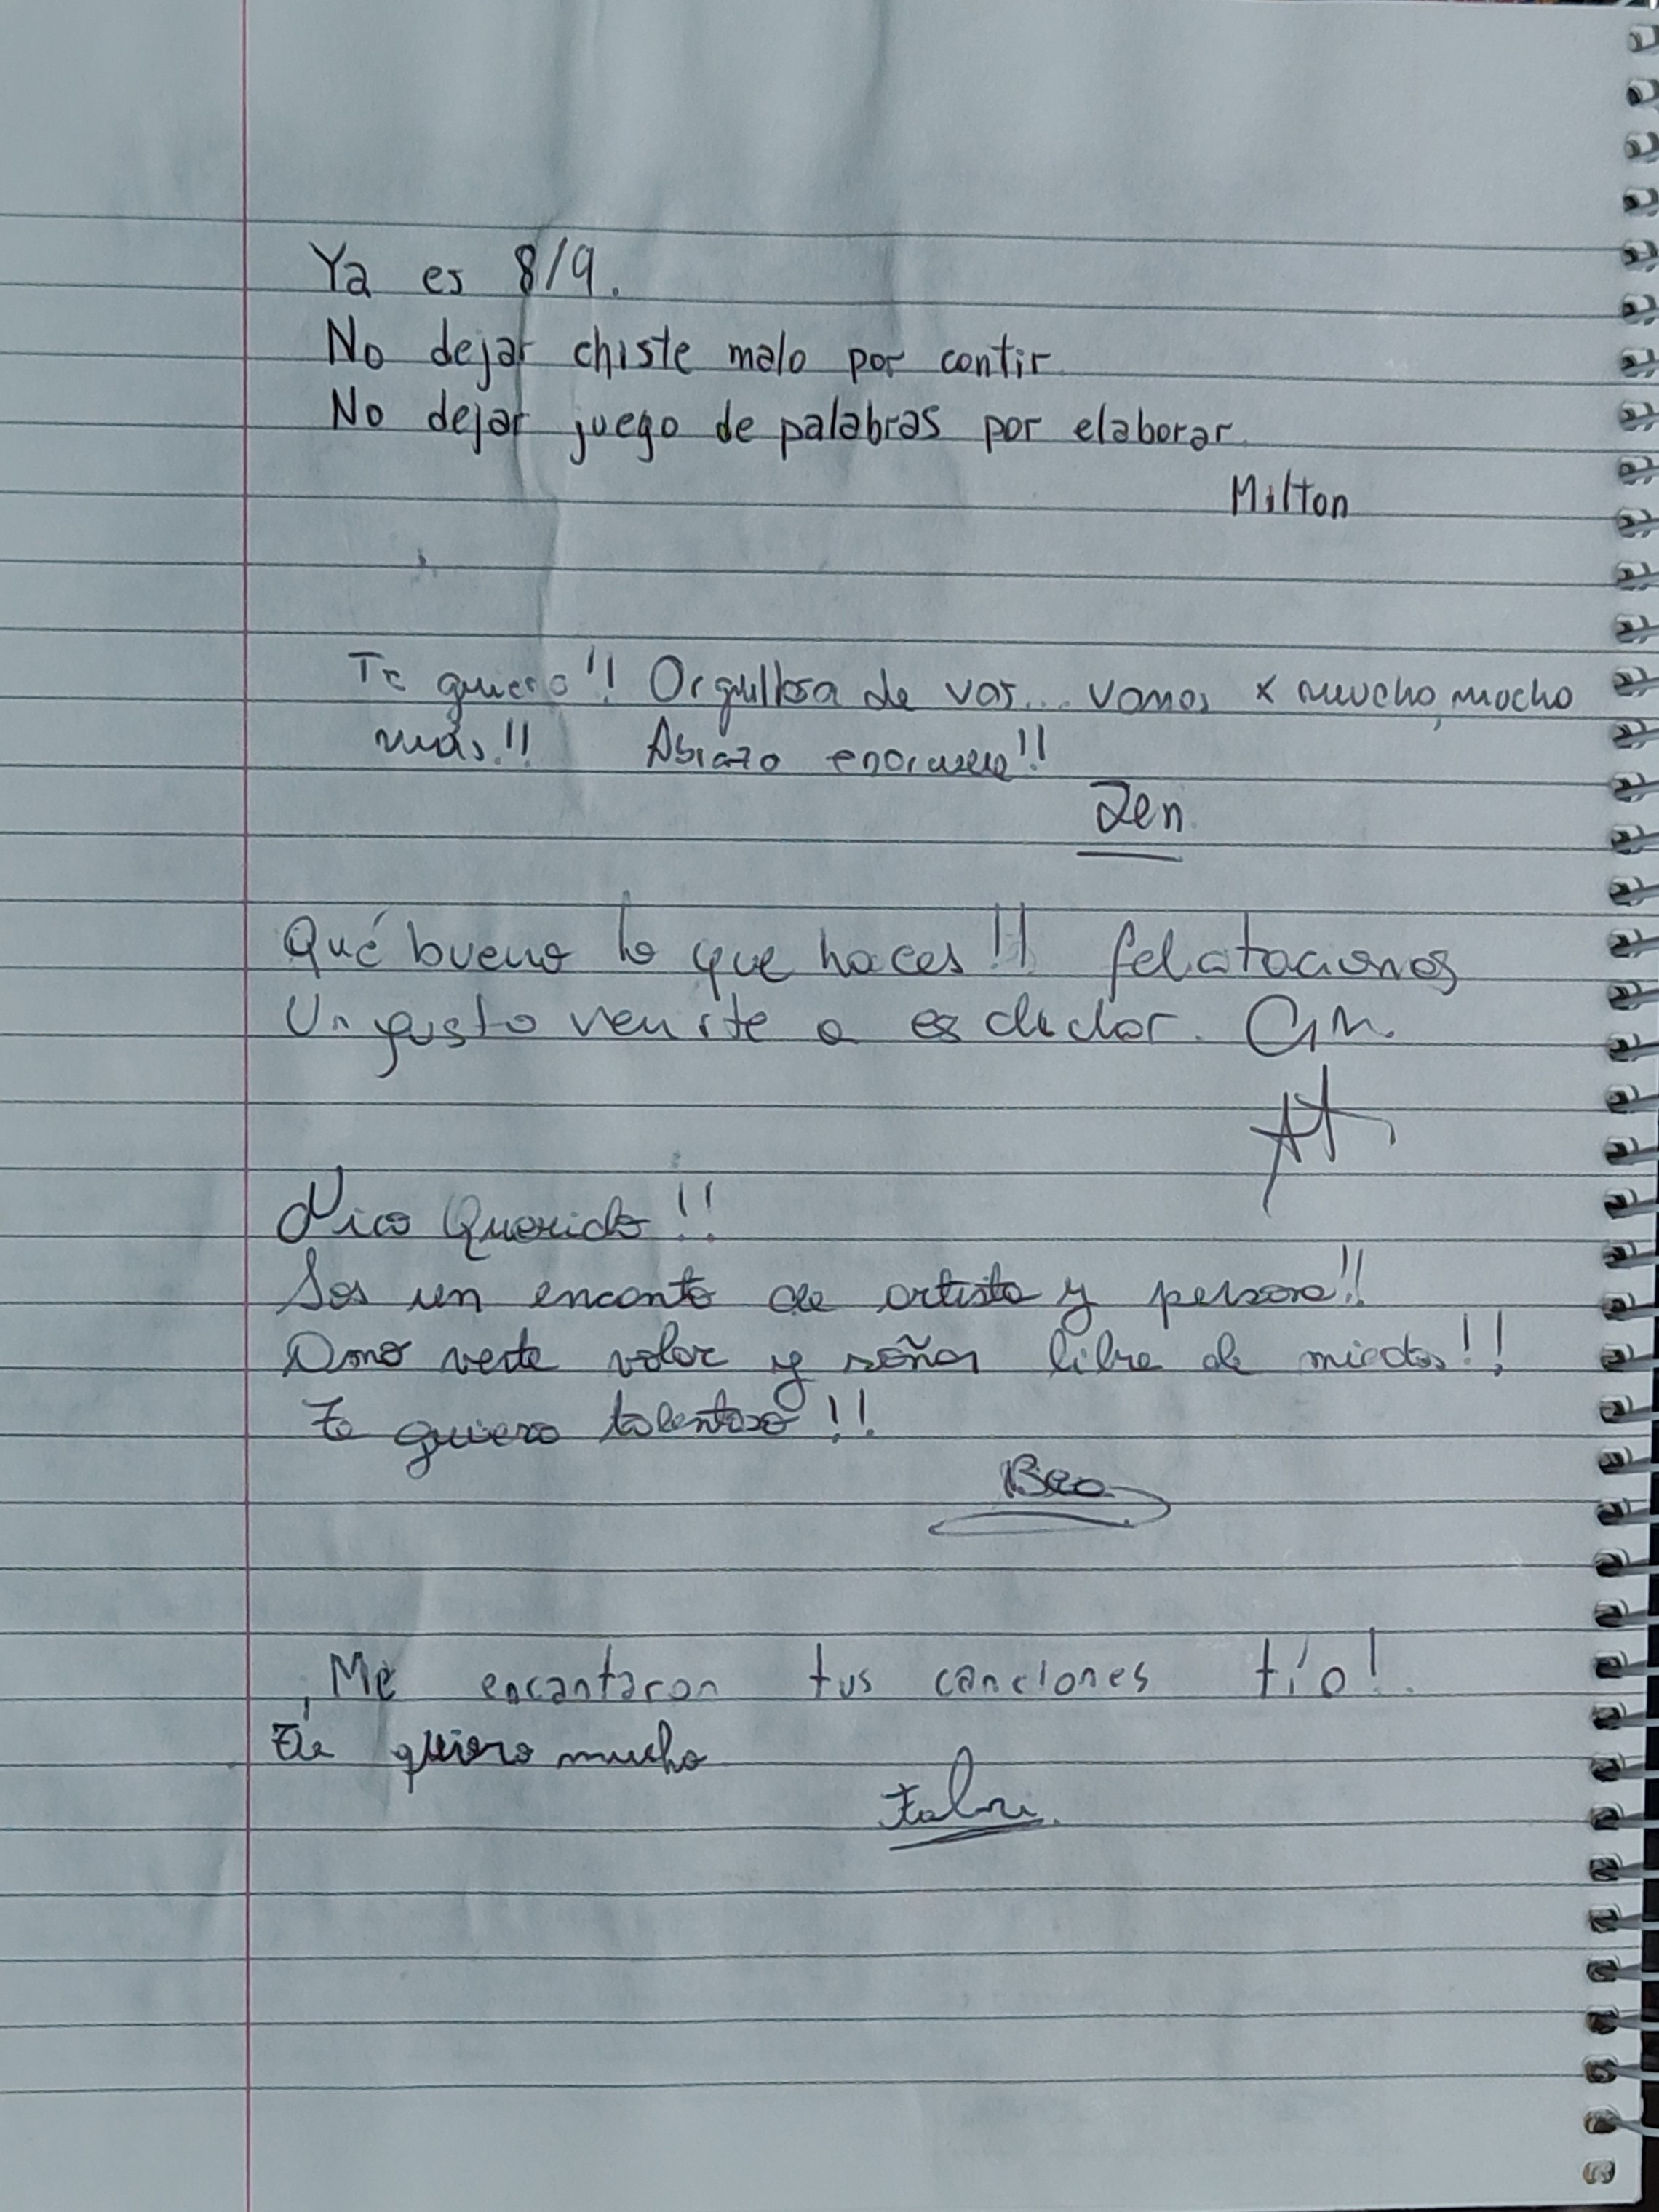 Ya es 8/9.
No dejar chiste malo por contir
No dejar juego de palabras por elaborar.
Milton
Te quiero!! Orgullosa de vos... vamos x mucho, mucho
más!! Abrazo enorme!!
Zen
Qué bueno lo que haces!! felicitaciones
Un gusto venirte a escuchar.
Nico Querido!!
Sos un encanto de artista y persona!!
Amo verte volar y soñar libre de miedos!!
Te quiero talentoso!!
Bea
¡Me encantaron tus canciones tío!
Te quiero mucho